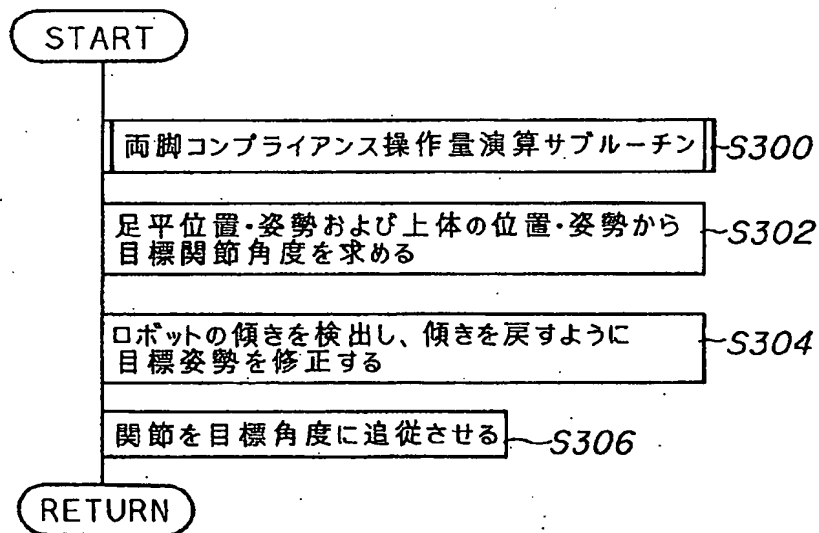 START
両脚コンプライアンス操作量演算サブルーチン
S300
足平位置・姿勢および上体の位置・姿勢から
目標関節角度を求める
S302
ロボットの傾きを検出し、傾きを戻すように
目標姿勢を修正する
S304
関節を目標角度に追従させる
S306
RETURN